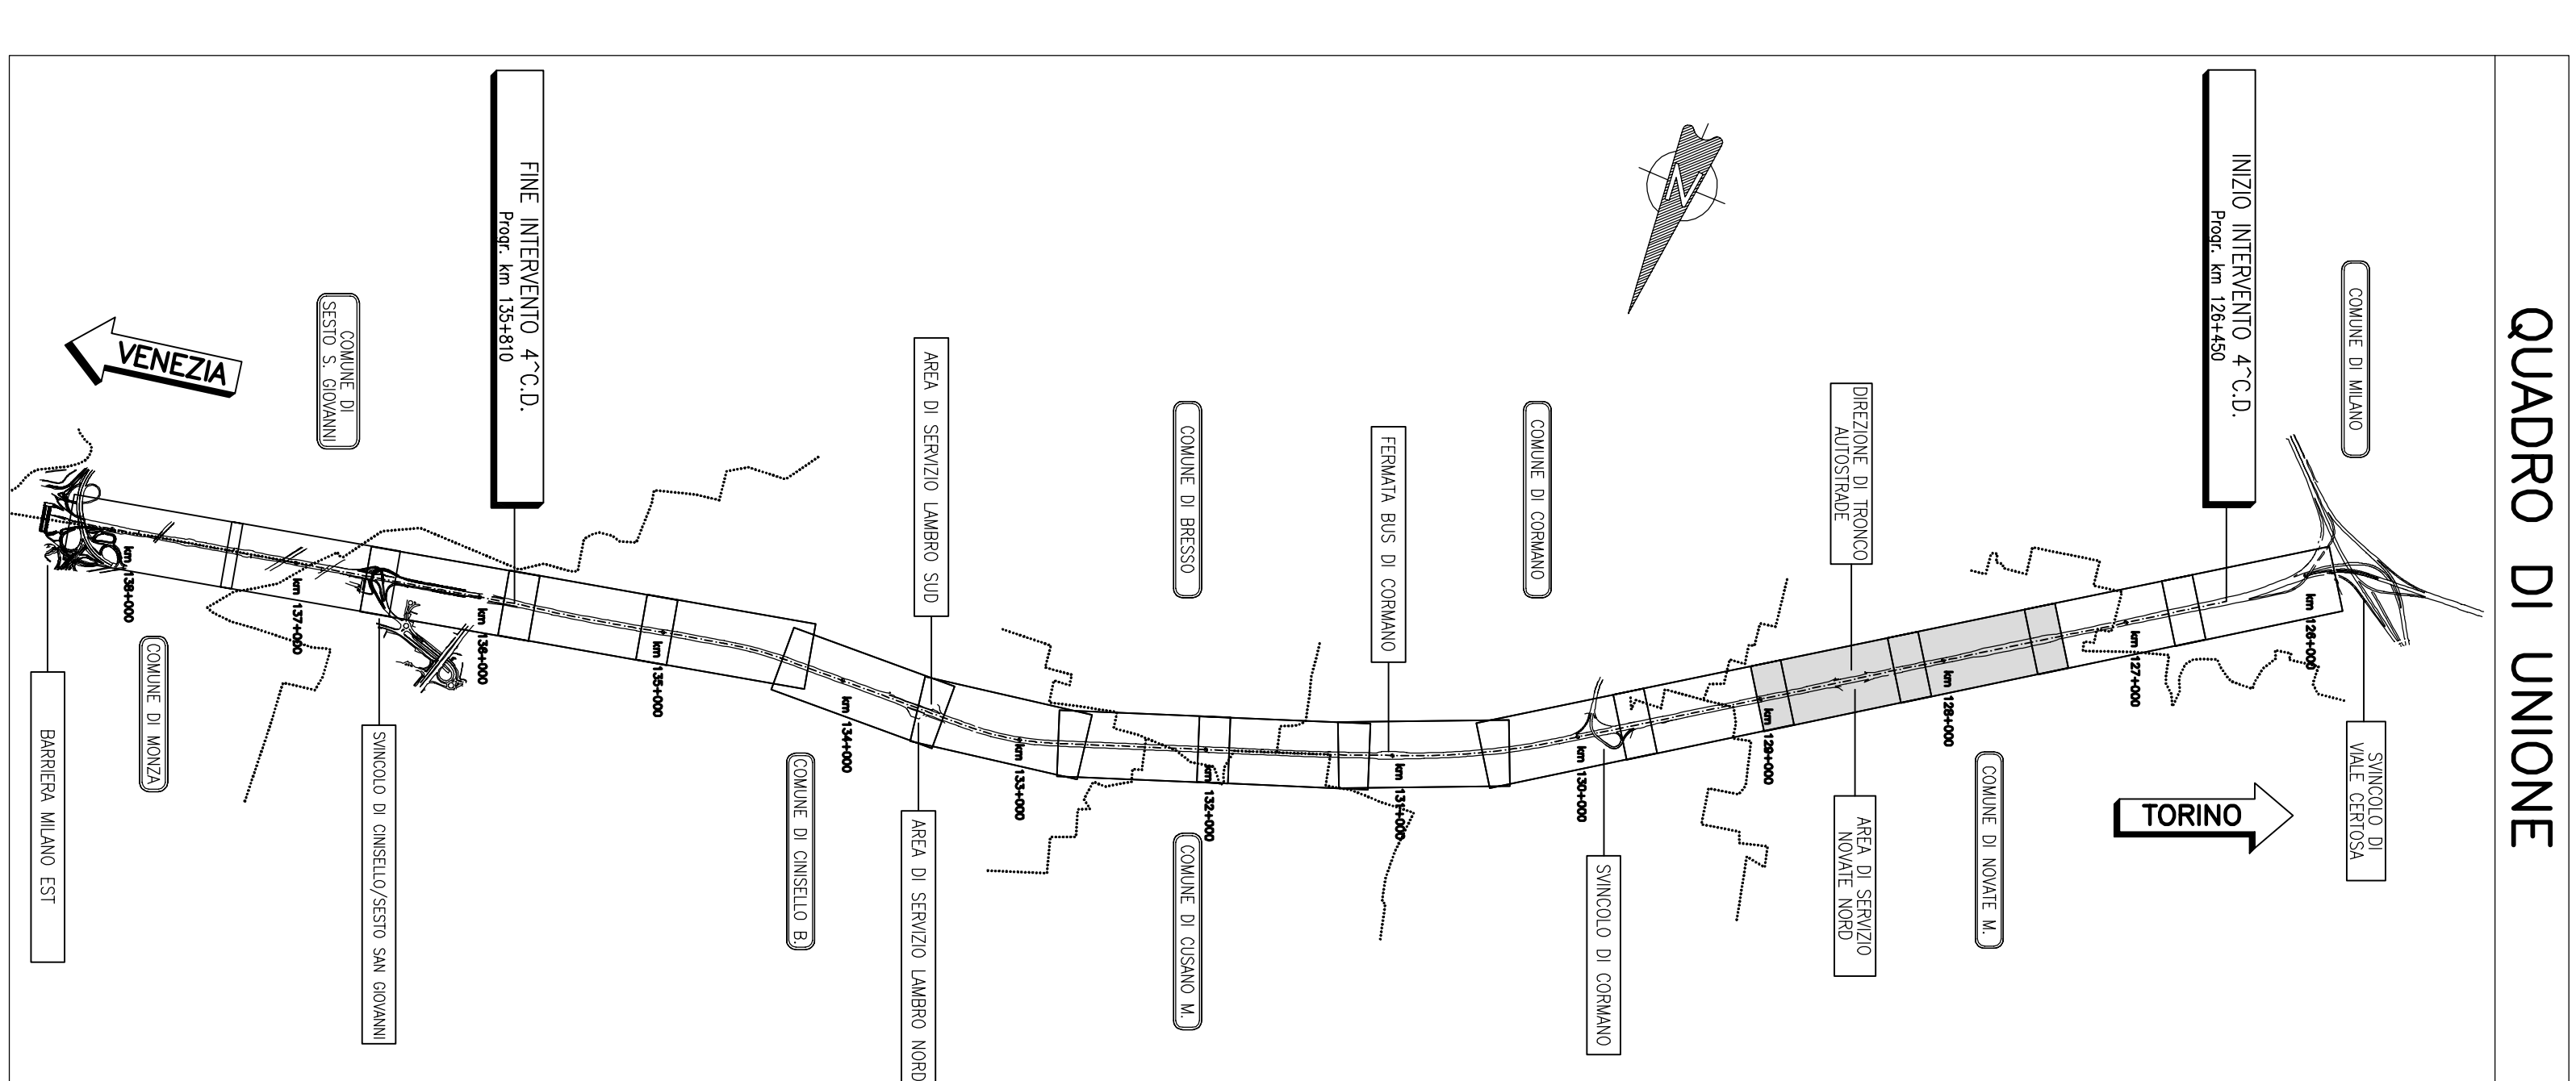 QUADRO DI UNIONE
COMUNE DI MILANO
SVINCOLO DI
VIALE CERTOSA
INIZIO INTERVENTO 4^C.D.
Progr. km 126+450
km 126+000
TORINO
km 127+000
COMUNE DI NOVATE M.
km 128+000
DIREZIONE DI TRONCO
AUTOSTRADE
AREA DI SERVIZIO
NOVATE NORD
km 129+000
N
SVINCOLO DI CORMANO
km 130+000
COMUNE DI CORMANO
FERMATA BUS DI CORMANO
km 131+000
COMUNE DI BRESSO
km 132+000
COMUNE DI CUSANO M.
km 133+000
AREA DI SERVIZIO LAMBRO SUD
AREA DI SERVIZIO LAMBRO NORD
km 134+000
COMUNE DI CINISELLO B.
km 135+000
FINE INTERVENTO 4^C.D.
Progr. km 135+810
km 136+000
SVINCOLO DI CINISELLO/SESTO SAN GIOVANNI
COMUNE DI
SESTO S. GIOVANNI
km 137+000
VENEZIA
COMUNE DI MONZA
km 138+000
BARRIERA MILANO EST